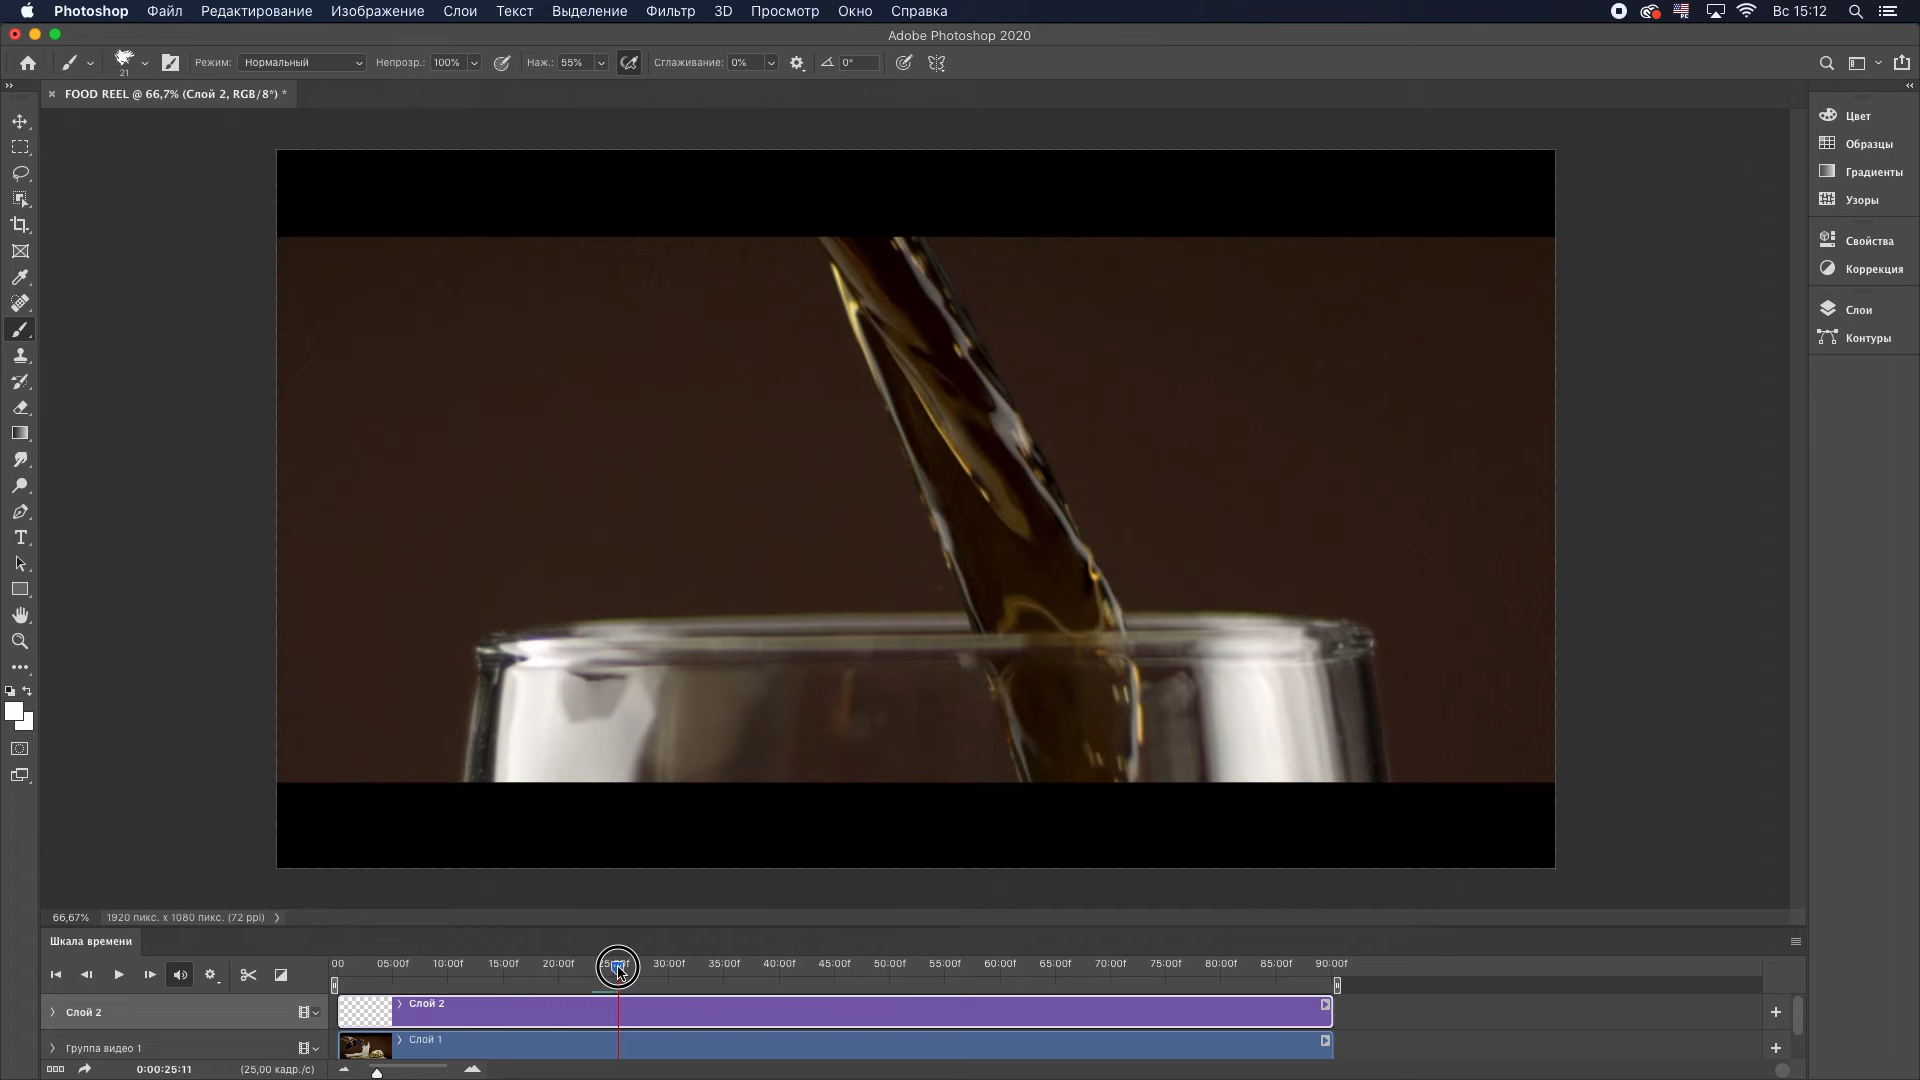 Photoshop Файл Редактирование Изображение Слои Текст Выделение Фильтр 3D Просмотр Окно Справка Вс 15:12
Adobe Photoshop 2020
21 Режим: Нормальный Непрозр.: 100% Наж.: 55% Сглаживание: 0% 0°
FOOD REEL @ 66,7% (Слой 2, RGB/8*) *
Цвет
Образцы
Градиенты
Узоры
Свойства
Коррекция
Слои
Контуры
66,67% 1920 пикс. x 1080 пикс. (72 ppi)
Шкала времени
00 05:00f 10:00f 15:00f 20:00f 25:00f 30:00f 35:00f 40:00f 45:00f 50:00f 55:00f 60:00f 65:00f 70:00f 75:00f 80:00f 85:00f 90:00f
Слой 2 Слой 2
Группа видео 1 Слой 1
0:00:25:11 (25,00 кадр./с)